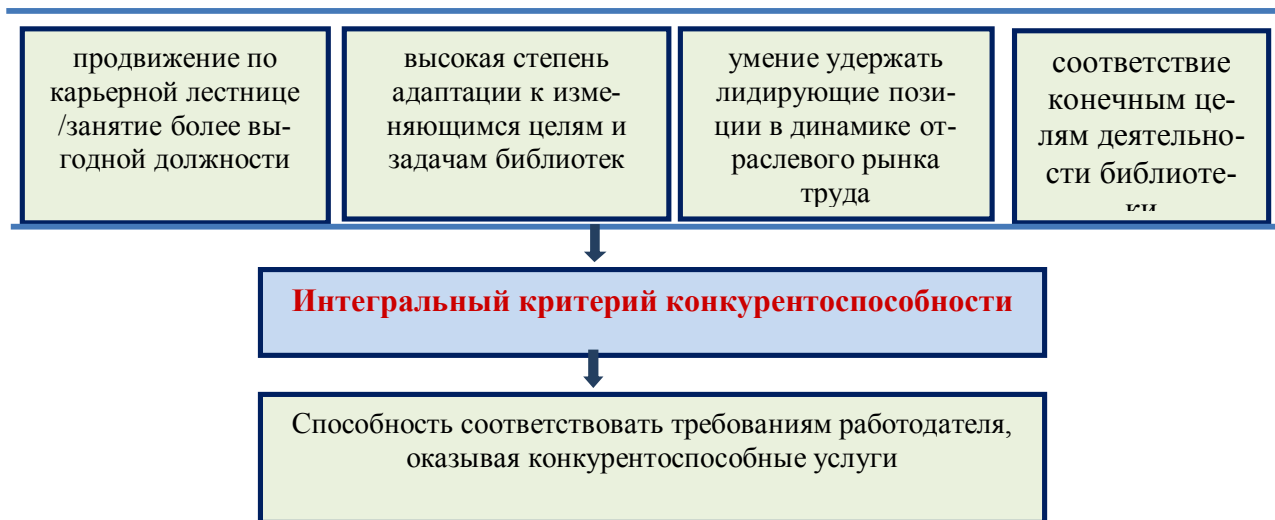 продвижение по
карьерной лестнице
/занятие более вы-
годной должности
высокая степень
адаптации к изме-
няющимся целям и
задачам библиотек
умение удержать
лидирующие пози-
ции в динамике от-
раслевого рынка
труда
соответствие
конечным це-
лям деятельно-
сти библиоте-
ки
Интегральный критерий конкурентоспособности
Способность соответствовать требованиям работодателя,
оказывая конкурентоспособные услуги